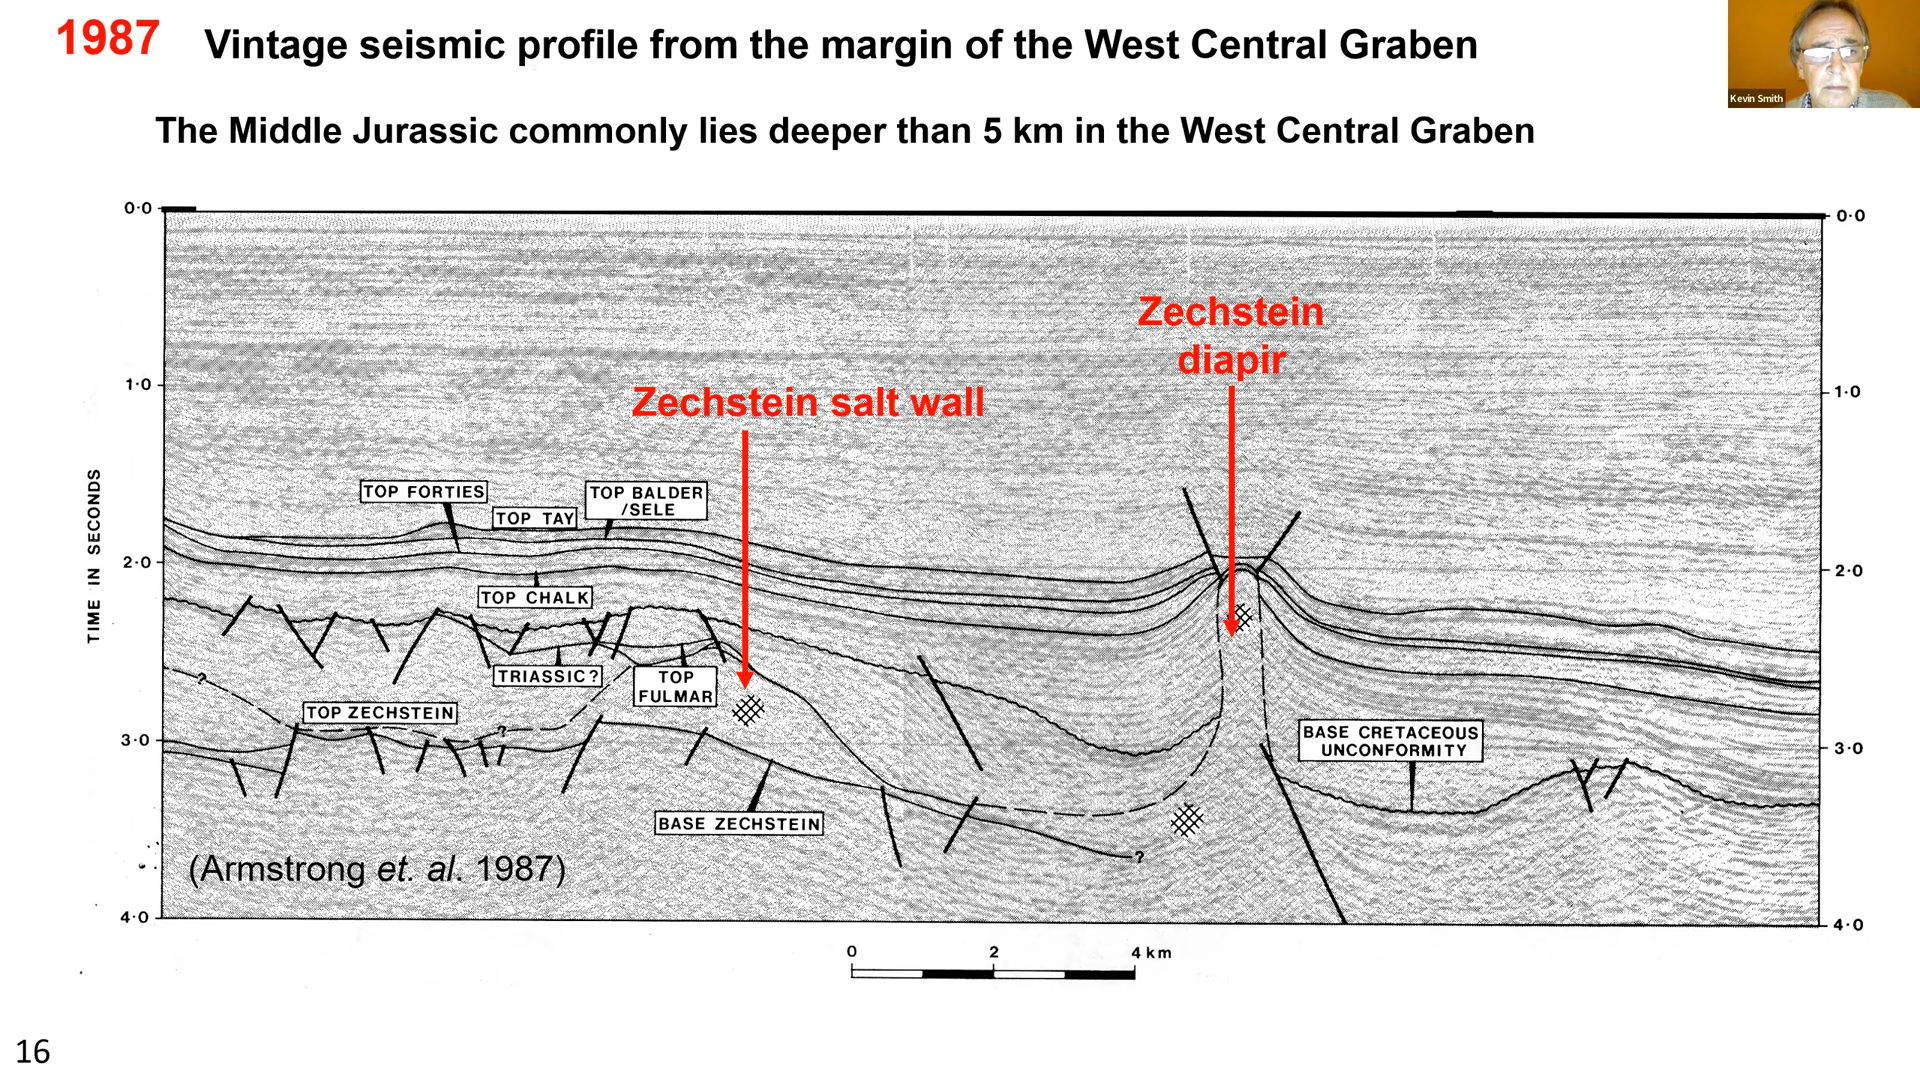 1987 Vintage seismic profile from the margin of the West Central Graben
Kevin Smith
The Middle Jurassic commonly lies deeper than 5 km in the West Central Graben
0·0
0·0
Zechstein
diapir
1·0
1·0
Zechstein salt wall
TIME IN SECONDS
TOP FORTIES
TOP TAY
TOP BALDER
/SELE
2·0
2·0
TOP CHALK
TRIASSIC?
TOP
FULMAR
?
TOP ZECHSTEIN
?
BASE CRETACEOUS
UNCONFORMITY
3·0
3·0
BASE ZECHSTEIN
?
(Armstrong et. al. 1987)
4·0
4·0
0 2 4 km
16